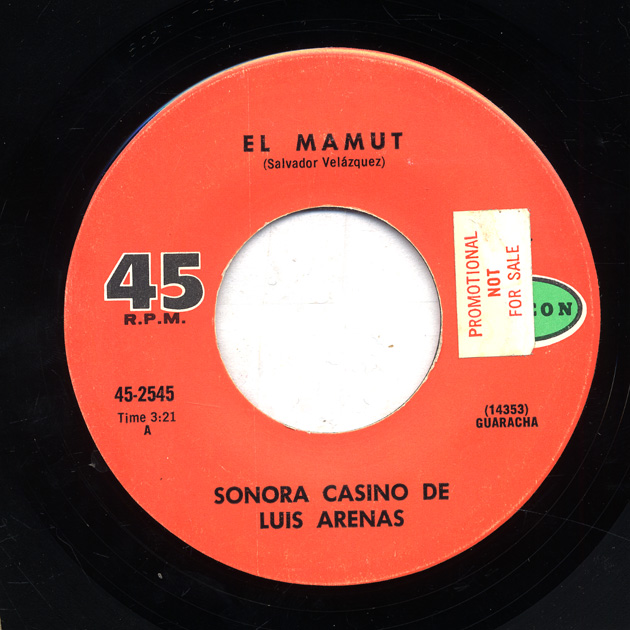 EL MAMUT
(Salvador Velázquez)
45
R.P.M.
PROMOTIONAL
NOT
FOR SALE
45-2545
Time 3:21
A
(14353)
GUARACHA
SONORA CASINO DE
LUIS ARENAS